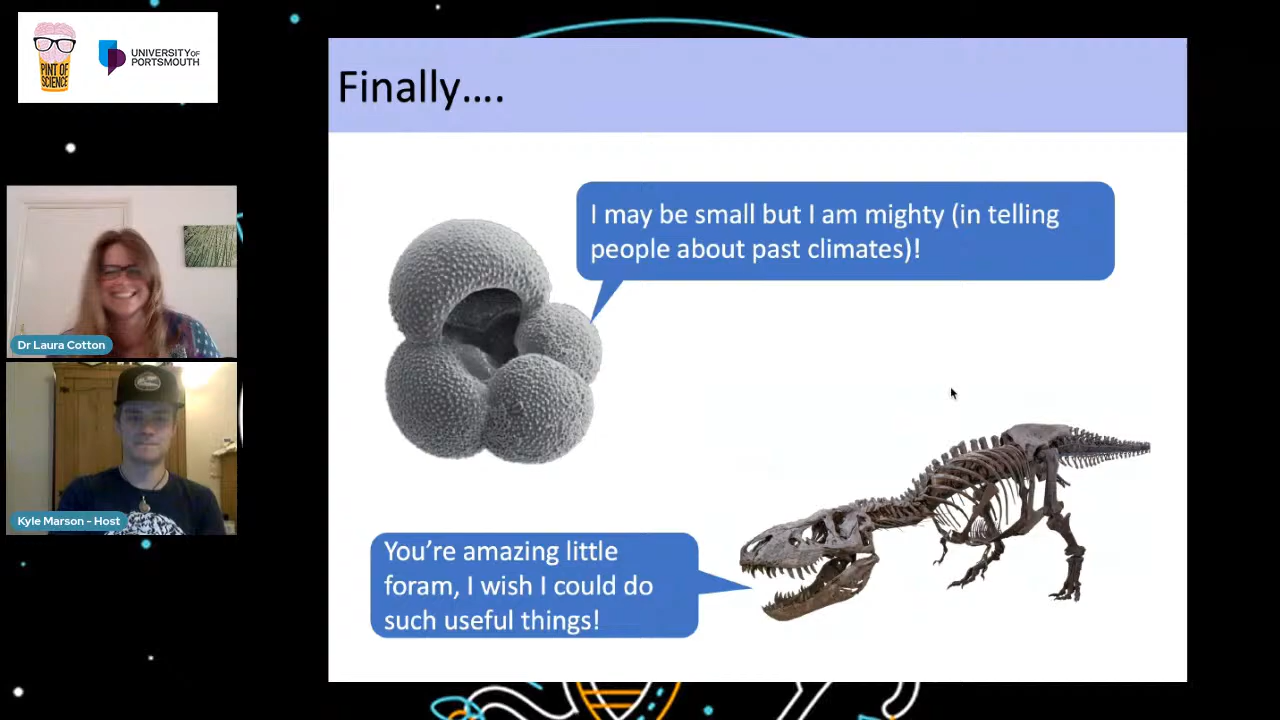 PINT OF
SCIENCE
UNIVERSITY OF
PORTSMOUTH
Finally....
I may be small but I am mighty (in telling
people about past climates)!
Dr Laura Cotton
Kyle Marson - Host
You're amazing little
foram, I wish I could do
such useful things!